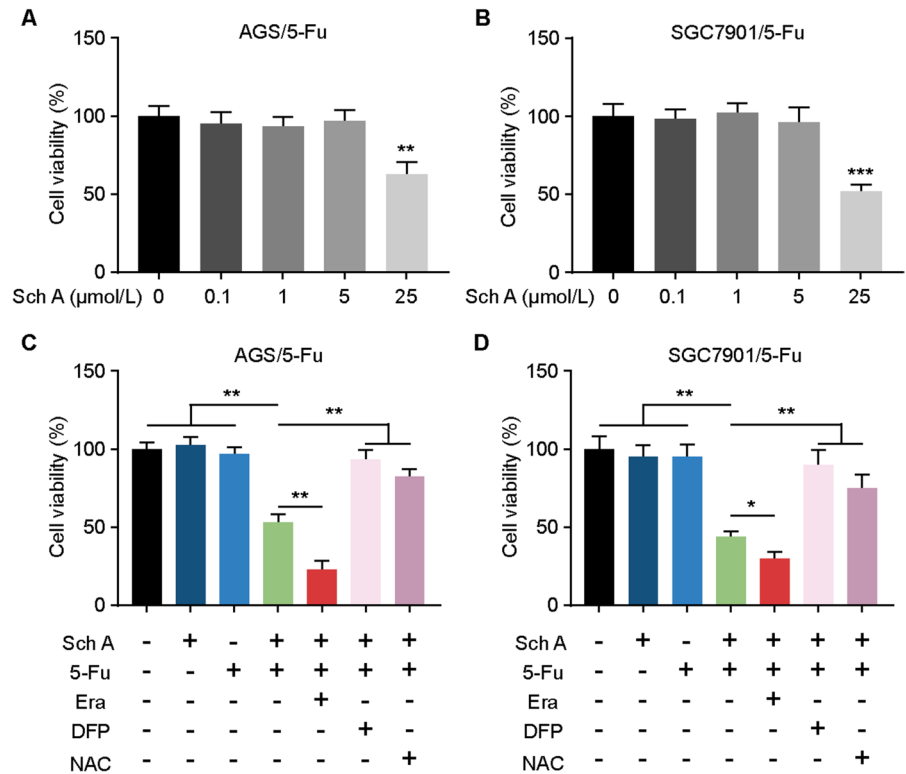 A
AGS/5-Fu
Cell viability (%)
150
100
50
0
**
Sch A (μmol/L) 0 0.1 1 5 25
B
SGC7901/5-Fu
Cell viability (%)
150
100
50
0
***
Sch A (μmol/L) 0 0.1 1 5 25
C
AGS/5-Fu
Cell viability (%)
150
100
50
0
**
**
**
Sch A - + - + + + +
5-Fu - - + + + + +
Era - - - - + - -
DFP - - - - - + -
NAC - - - - - - +
D
SGC7901/5-Fu
Cell viability (%)
150
100
50
0
**
**
*
Sch A - + - + + + +
5-Fu - - + + + + +
Era - - - - + - -
DFP - - - - - + -
NAC - - - - - - +